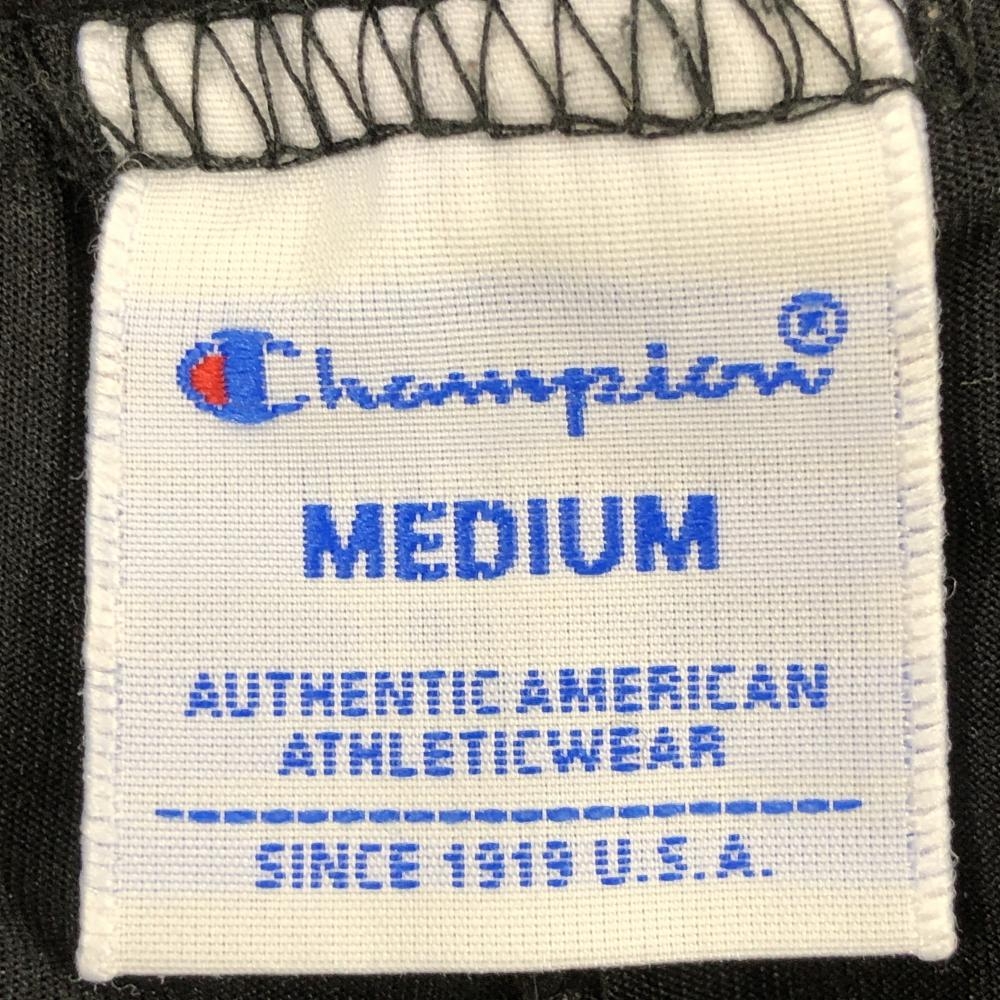 Champion®
MEDIUM
AUTHENTIC AMERICAN
ATHLETICWEAR
SINCE 1919 U.S.A.